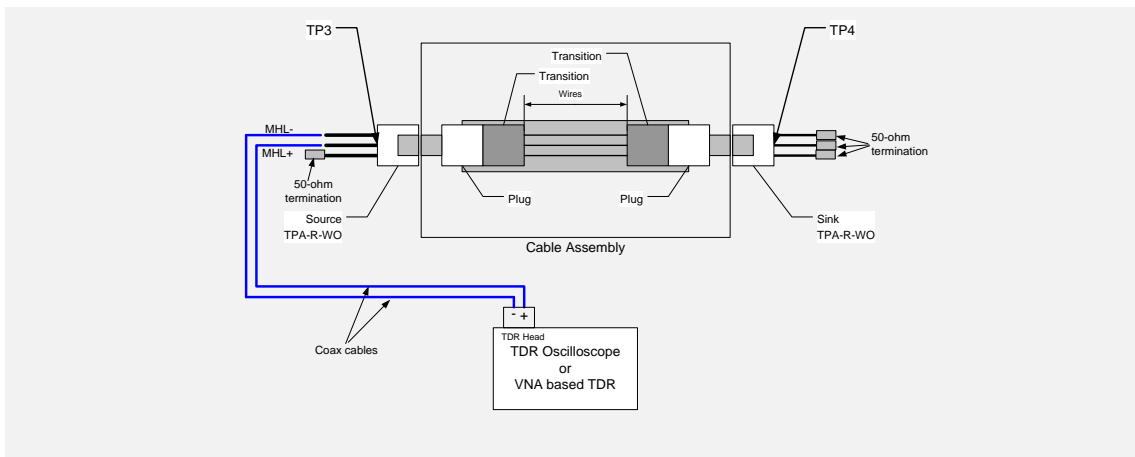 TP3
TP4
Transition
Transition
Wires
MHL-
MHL+
50-ohm
termination
50-ohm
termination
Plug
Plug
Source
TPA-R-WO
Sink
TPA-R-WO
Cable Assembly
- +
TDR Head
TDR Oscilloscope
or
VNA based TDR
Coax cables